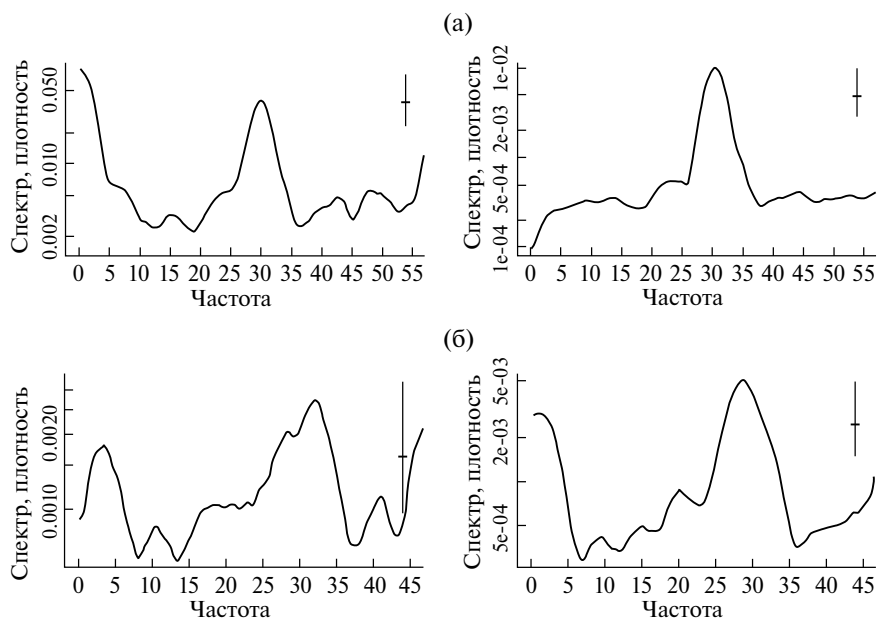 (а)
Спектр, плотность
0.050
0.010
0.002
0 5 10 15 20 25 30 35 40 45 50 55
Частота
Спектр, плотность
1e-02
2e-03
5e-04
1e-04
0 5 10 15 20 25 30 35 40 45 50 55
Частота
(б)
Спектр, плотность
0.0020
0.0010
0 5 10 15 20 25 30 35 40 45
Частота
Спектр, плотность
5e-03
2e-03
5e-04
0 5 10 15 20 25 30 35 40 45
Частота